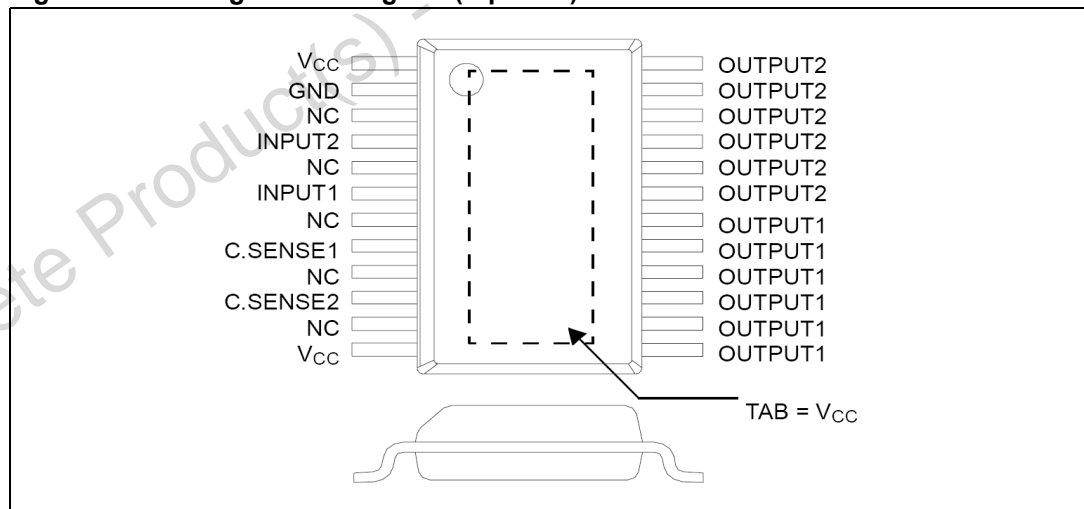 VCC
GND
NC
INPUT2
NC
INPUT1
NC
C.SENSE1
NC
C.SENSE2
NC
VCC
OUTPUT2
OUTPUT2
OUTPUT2
OUTPUT2
OUTPUT2
OUTPUT2
OUTPUT1
OUTPUT1
OUTPUT1
OUTPUT1
OUTPUT1
OUTPUT1
TAB = VCC
Product(s) -